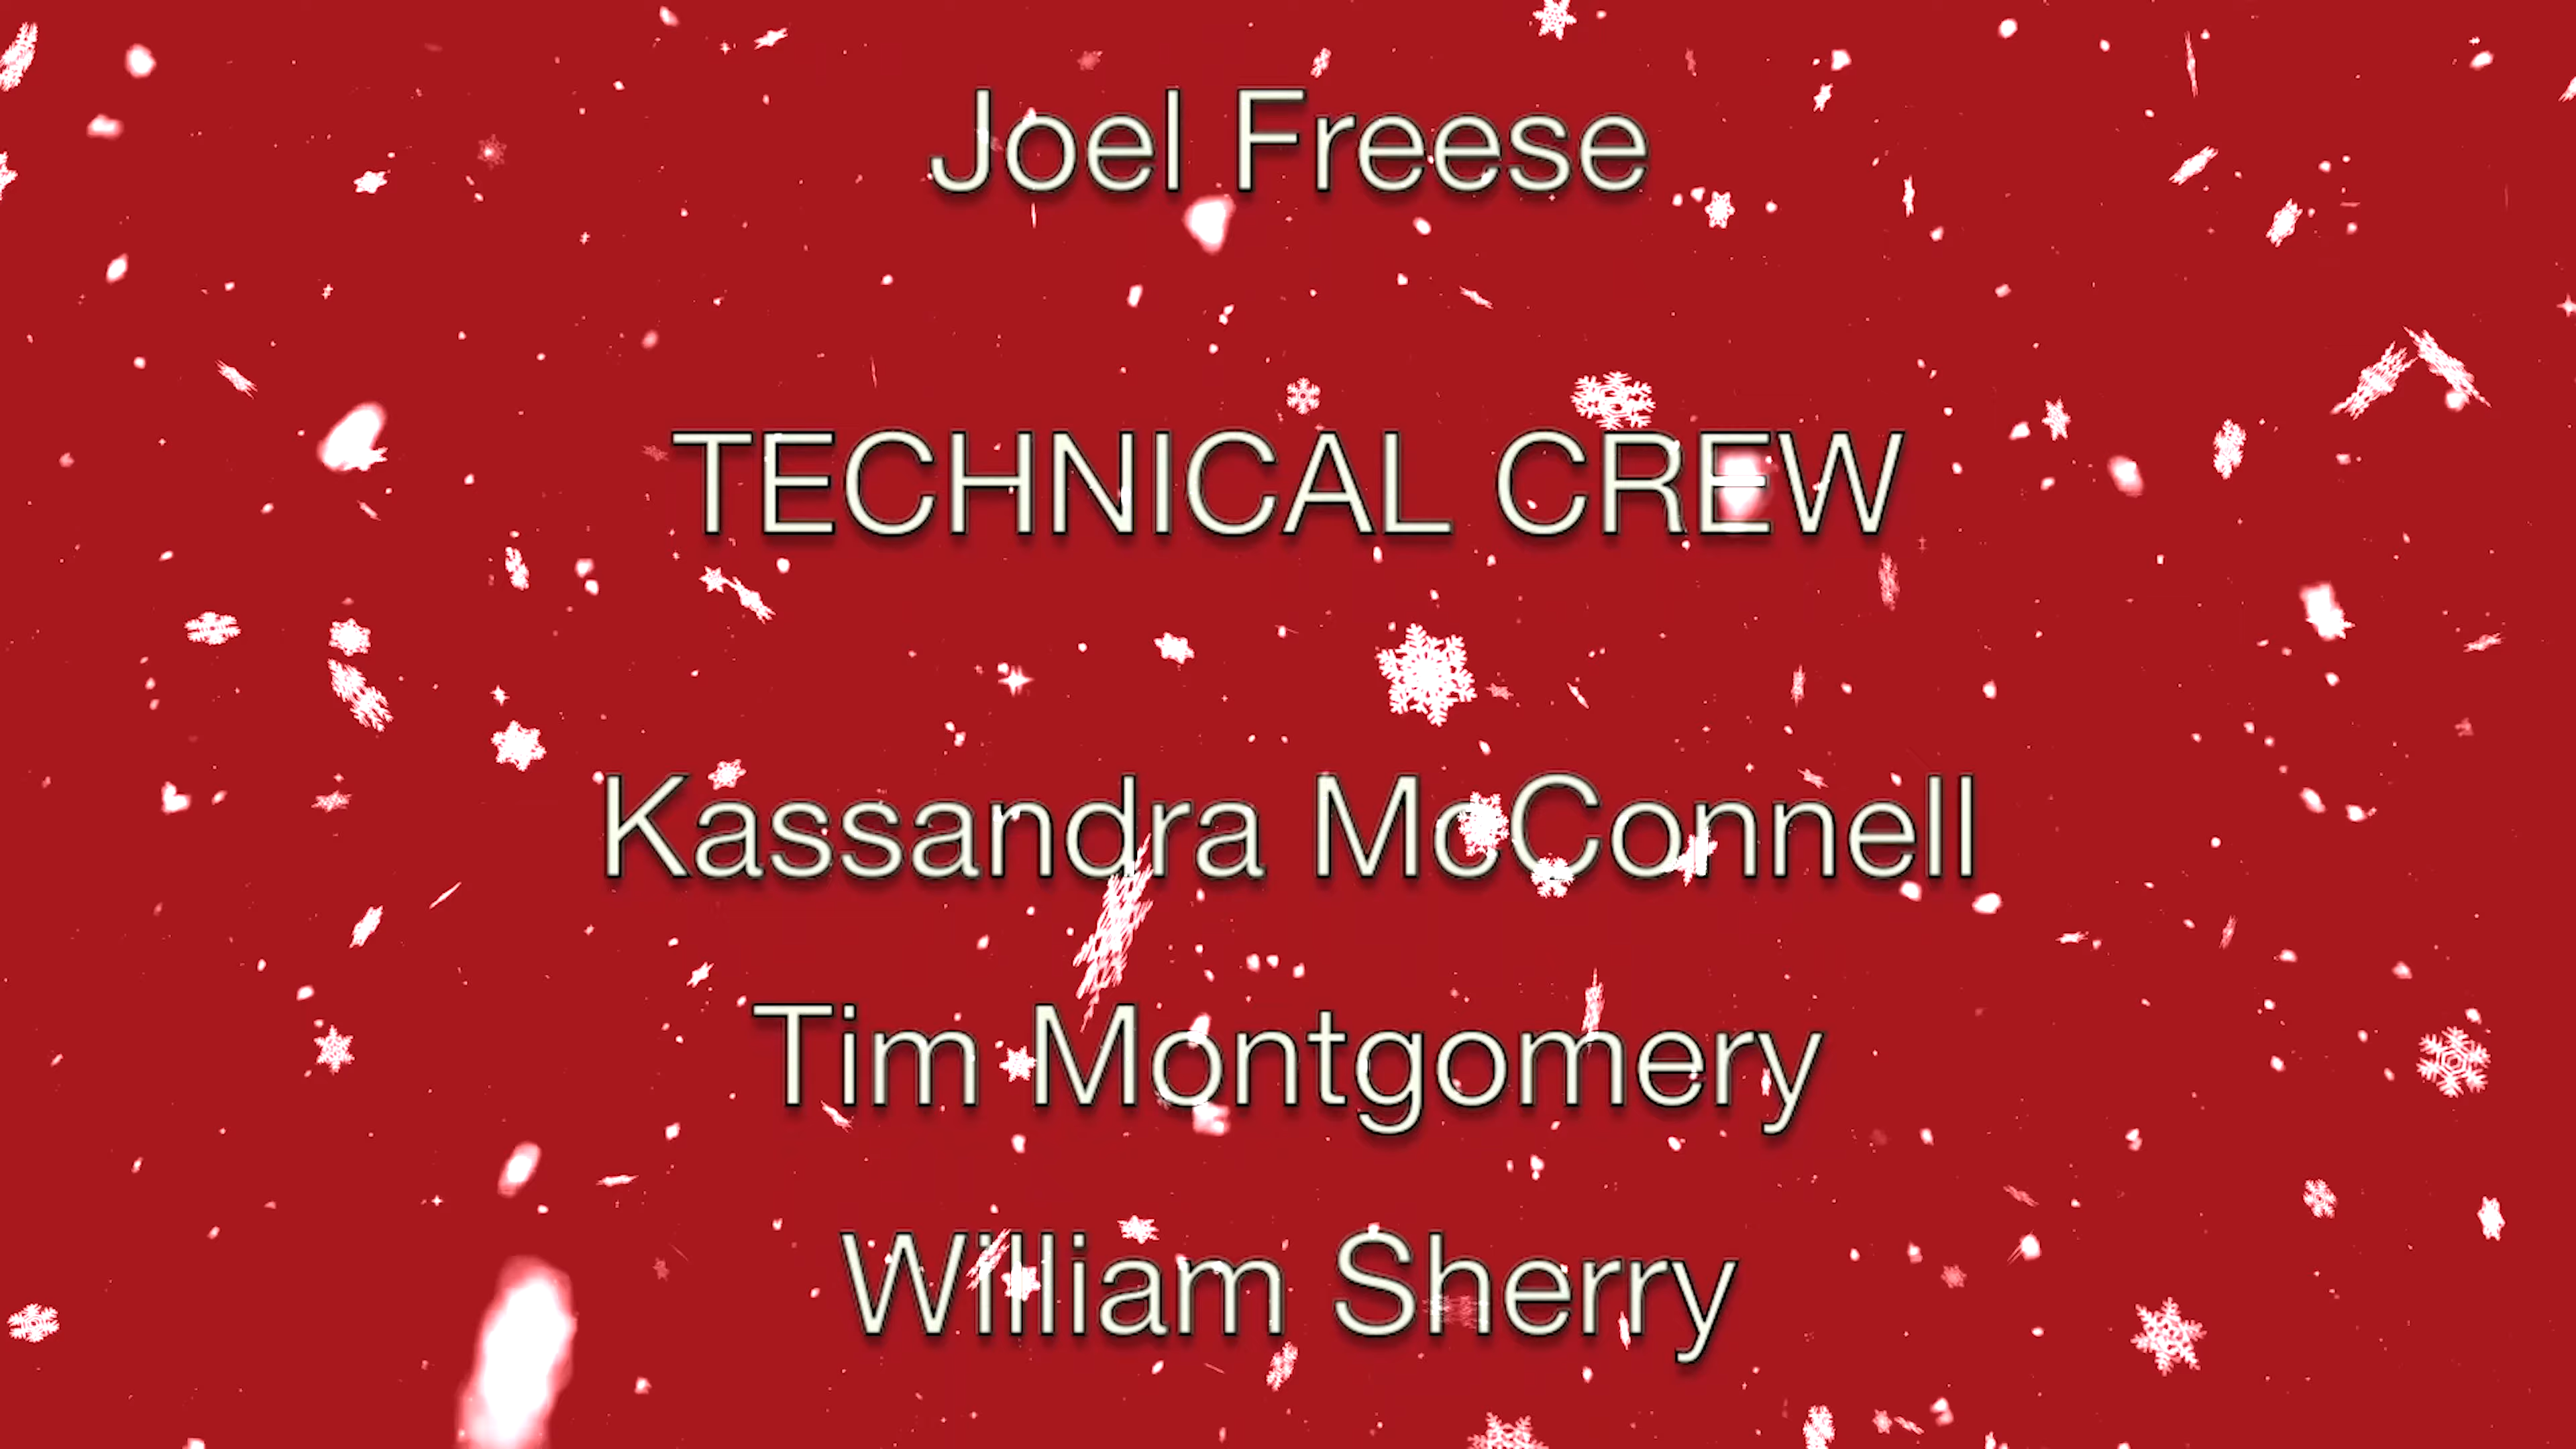 Joel Freese
TECHNICAL CREW
Kassandra McConnell
Tim Montgomery
William Sherry